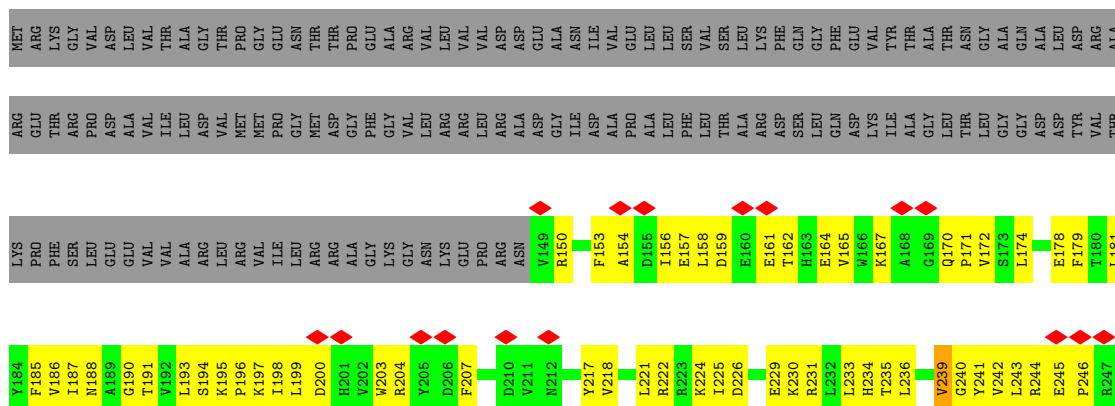 MET ARG LYS GLY VAL ASP LEU VAL THR ALA GLY THR PRO GLY GLU ASN THR THR PRO GLU ALA ARG VAL LEU VAL VAL ASP ASP GLU ALA ASN ILE VAL GLU LEU LEU SER VAL SER LEU LYS PHE GLN GLY PHE GLU VAL TYR THR ALA THR ASN GLY ALA GLN ALA LEU ASP ARG ALA
ARG GLU THR ARG PRO ASP ALA VAL ILE LEU ASP VAL MET MET PRO GLY MET ASP GLY PHE GLY VAL LEU ARG ARG LEU ARG ALA ASP GLY ILE ASP ALA PRO ALA LEU PHE LEU THR ALA ARG ASP SER LEU GLN ASP LYS ILE ALA GLY LEU THR LEU GLY GLY ASP ASP TYR VAL THR
LYS PRO PHE SER LEU GLU GLU VAL VAL ALA ARG LEU ARG VAL ILE LEU ARG ARG ALA GLY LYS GLY ASN LYS GLU PRO ARG ASN V149 R150 F153 A154 D155 I156 E157 L158 D159 E160 E161 T162 H163 E164 V165 W166 K167 A168 G169 Q170 P171 V172 S173 L174 E178 F179 T180 L181
Y184 F185 V186 I187 N188 A189 G190 T191 V192 L193 S194 K195 P196 K197 I198 L199 D200 H201 V202 W203 R204 Y205 D206 F207 D210 V211 N212 Y217 V218 L221 R222 R223 K224 I225 D226 E229 K230 R231 L232 L233 H234 T235 L236 V239 G240 Y241 V242 L243 R244 E245 P246 R247